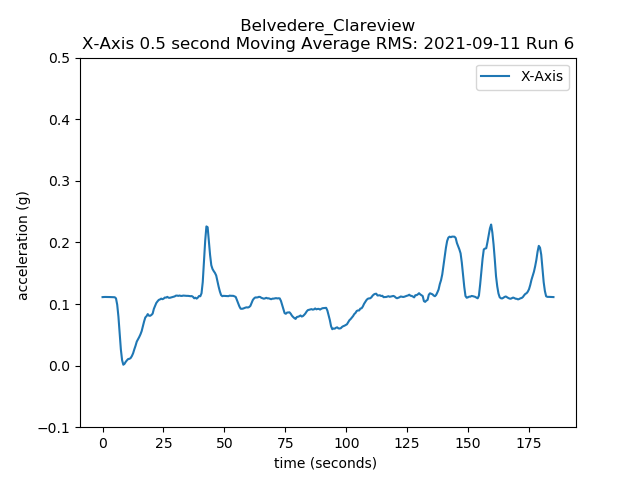 Belvedere_Clareview
X-Axis 0.5 second Moving Average RMS: 2021-09-11 Run 6
X-Axis
0.5
0.4
0.3
0.2
0.1
0.0
−0.1
acceleration (g)
0 25 50 75 100 125 150 175
time (seconds)